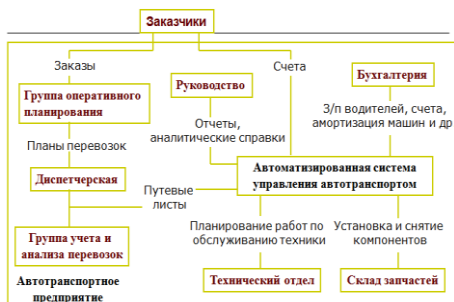 Заказчики
Заказы
Счета
Группа оперативного
планирования
Руководство
Бухгалтерия
Отчеты,
аналитические справки
З/п водителей, счета,
амортизация машин и др
Планы перевозок
Диспетчерская
Путевые
листы
Автоматизированная система
управления автотранспортом
Группа учета и
анализа перевозок
Планирование работ по
обслуживанию техники
Установка и снятие
компонентов
Автотранспортное
предприятие
Технический отдел
Склад запчастей